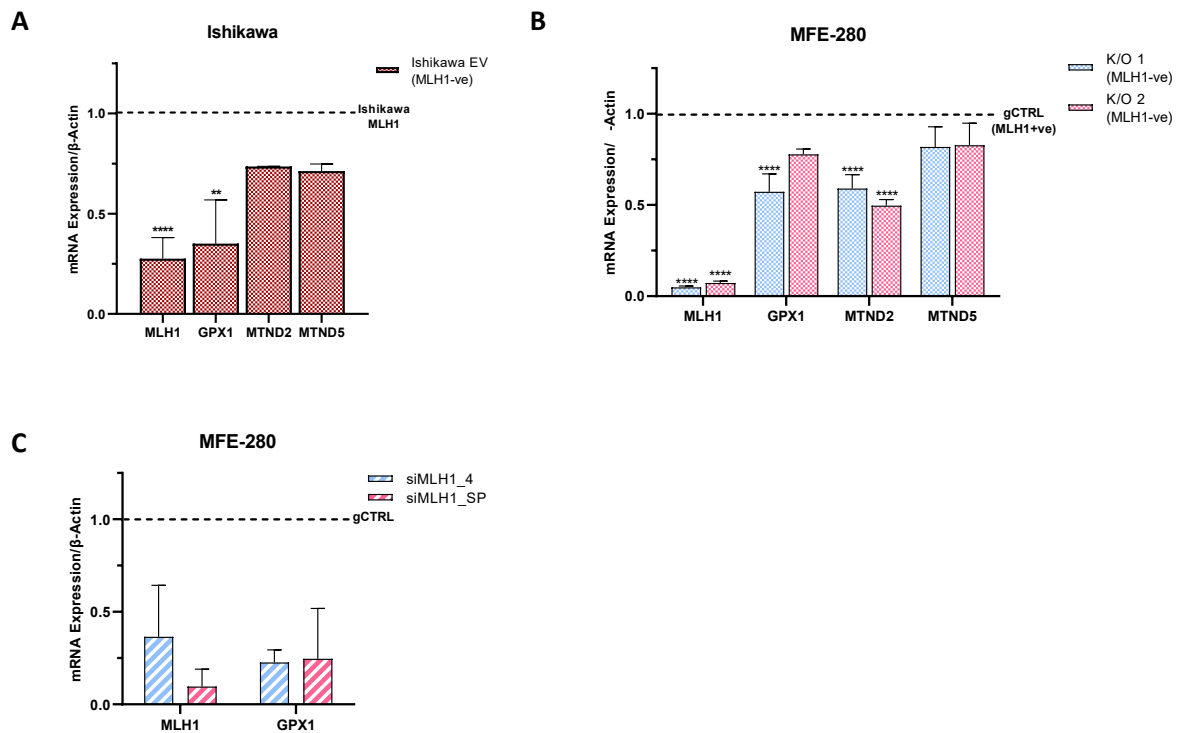 A
Ishikawa
Ishikawa EV
(MLH1-ve)
mRNA Expression/β-Actin
1.0
0.5
0.0
Ishikawa
MLH1
****
**
MLH1
GPX1
MTND2
MTND5
B
MFE-280
K/O 1
(MLH1-ve)
K/O 2
(MLH1-ve)
mRNA Expression/ -Actin
1.0
0.5
0.0
gCTRL
(MLH1+ve)
****
****
****
****
****
MLH1
GPX1
MTND2
MTND5
C
MFE-280
siMLH1_4
siMLH1_SP
mRNA Expression/β-Actin
1.0
0.5
0.0
gCTRL
MLH1
GPX1